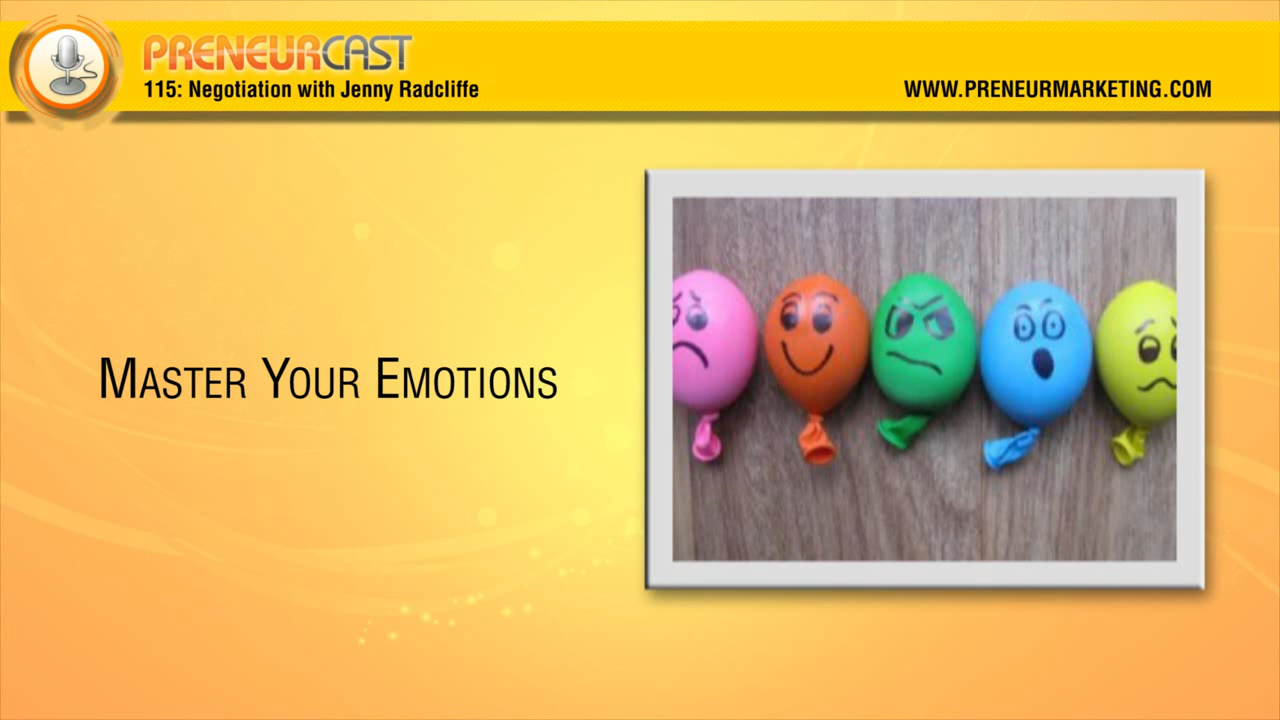 PRENEURCAST
115: Negotiation with Jenny Radcliffe
WWW.PRENEURMARKETING.COM
MASTER YOUR EMOTIONS